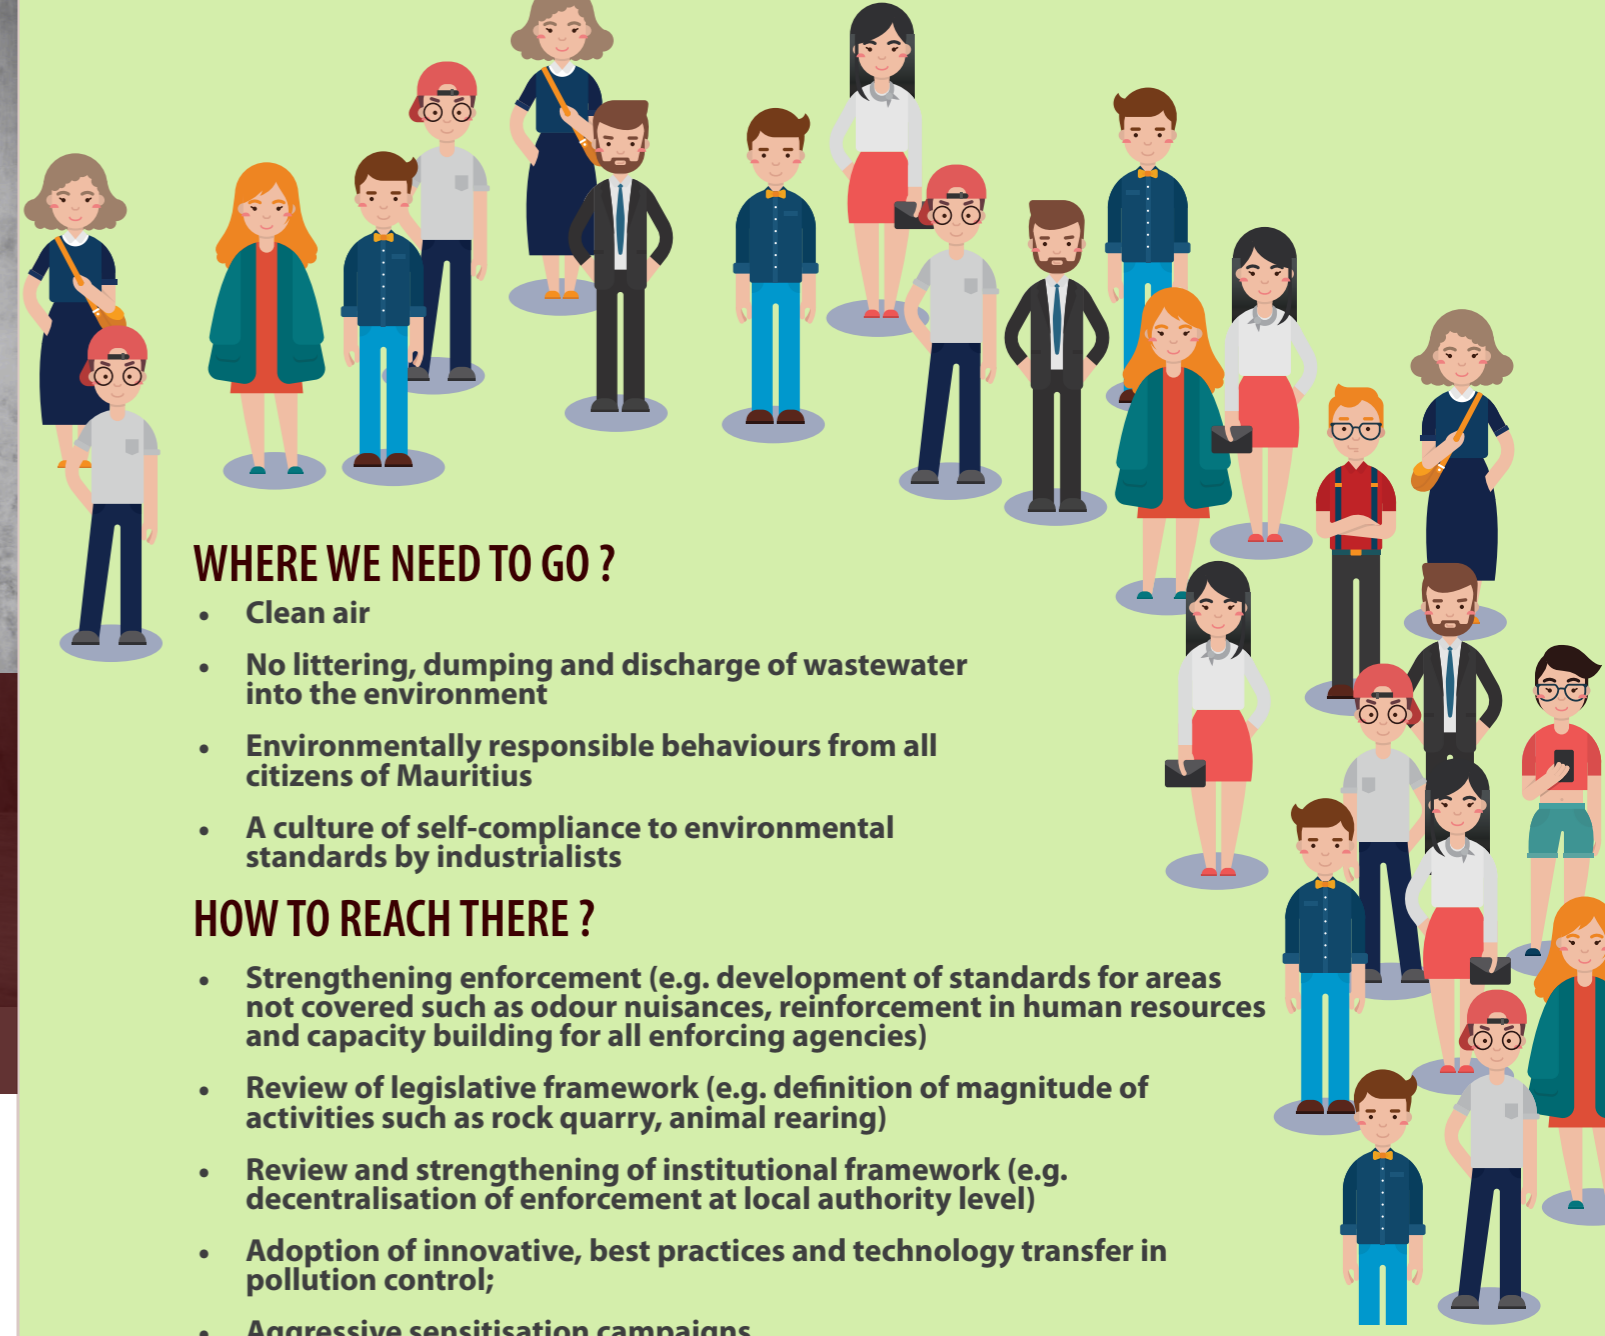 WHERE WE NEED TO GO ?
• Clean air
• No littering, dumping and discharge of wastewater
into the environment
• Environmentally responsible behaviours from all
citizens of Mauritius
• A culture of self-compliance to environmental
standards by industrialists
HOW TO REACH THERE ?
• Strengthening enforcement (e.g. development of standards for areas
not covered such as odour nuisances, reinforcement in human resources
and capacity building for all enforcing agencies)
• Review of legislative framework (e.g. definition of magnitude of
activities such as rock quarry, animal rearing)
• Review and strengthening of institutional framework (e.g.
decentralisation of enforcement at local authority level)
• Adoption of innovative, best practices and technology transfer in
pollution control;
• Aggressive sensitisation campaigns